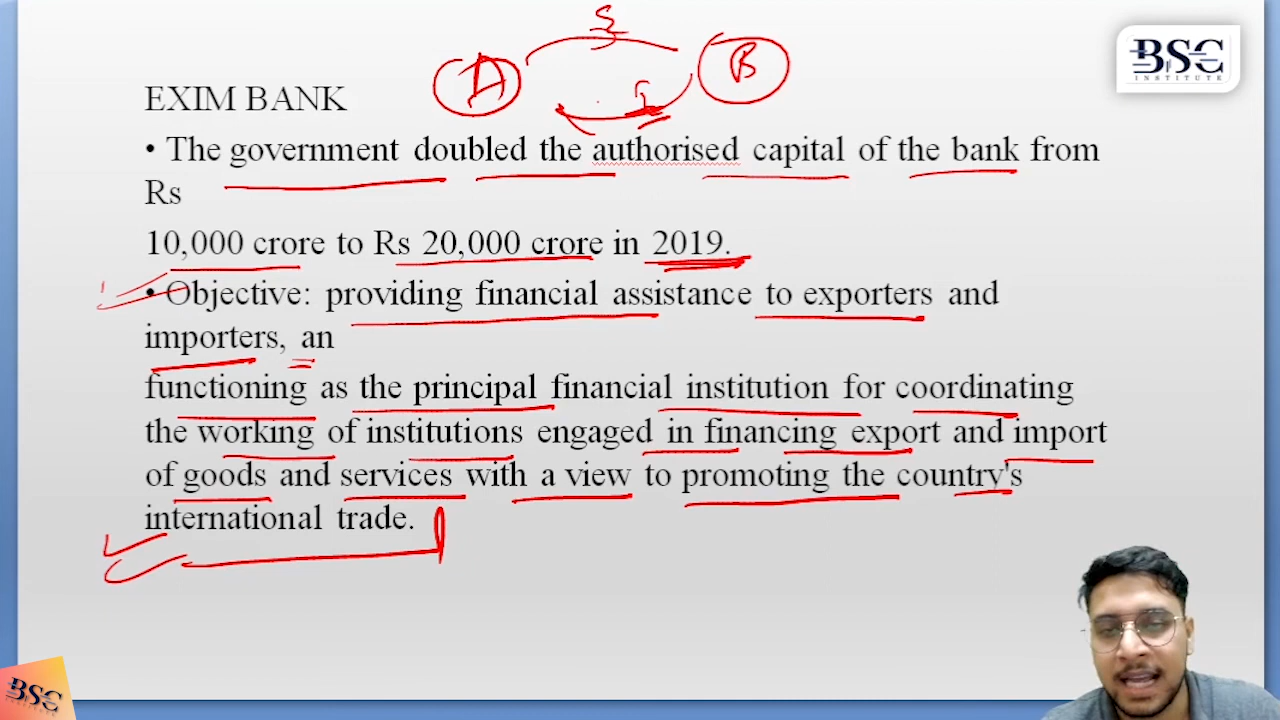 S
A
B
BSC
INSTITUTE
EXIM BANK
• The government doubled the authorised capital of the bank from
Rs
10,000 crore to Rs 20,000 crore in 2019.
• Objective: providing financial assistance to exporters and
importers, an
functioning as the principal financial institution for coordinating
the working of institutions engaged in financing export and import
of goods and services with a view to promoting the country's
international trade.
BSC